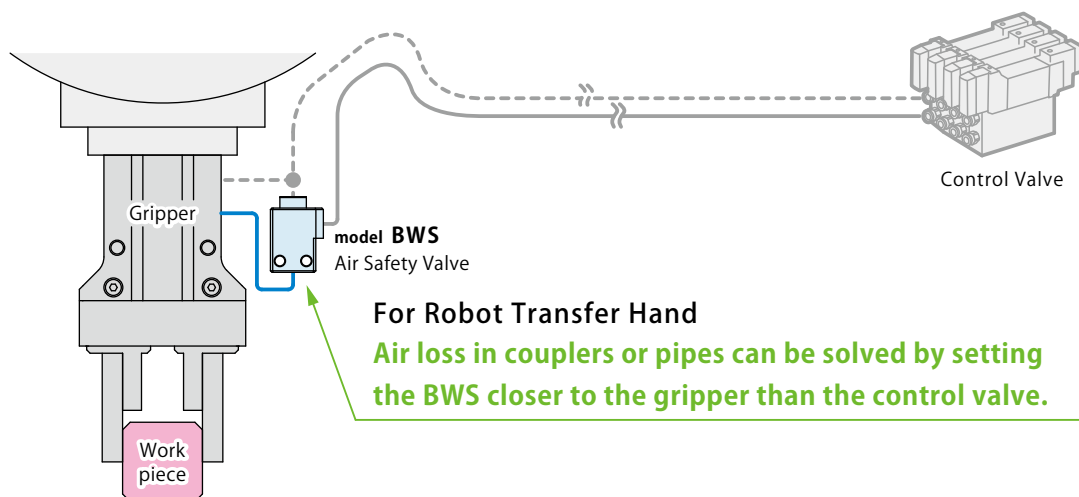 Control Valve
Gripper
model BWS
Air Safety Valve
For Robot Transfer Hand
Air loss in couplers or pipes can be solved by setting
the BWS closer to the gripper than the control valve.
Work
piece